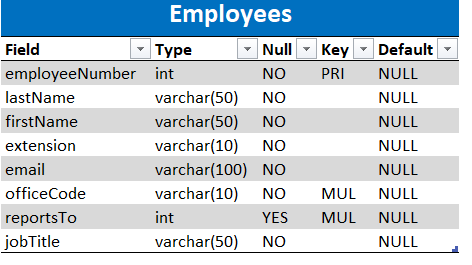 Employees
Field Type Null Key Default
employeeNumber int NO PRI NULL
lastName varchar(50) NO NULL
firstName varchar(50) NO NULL
extension varchar(10) NO NULL
email varchar(100) NO NULL
officeCode varchar(10) NO MUL NULL
reportsTo int YES MUL NULL
jobTitle varchar(50) NO NULL